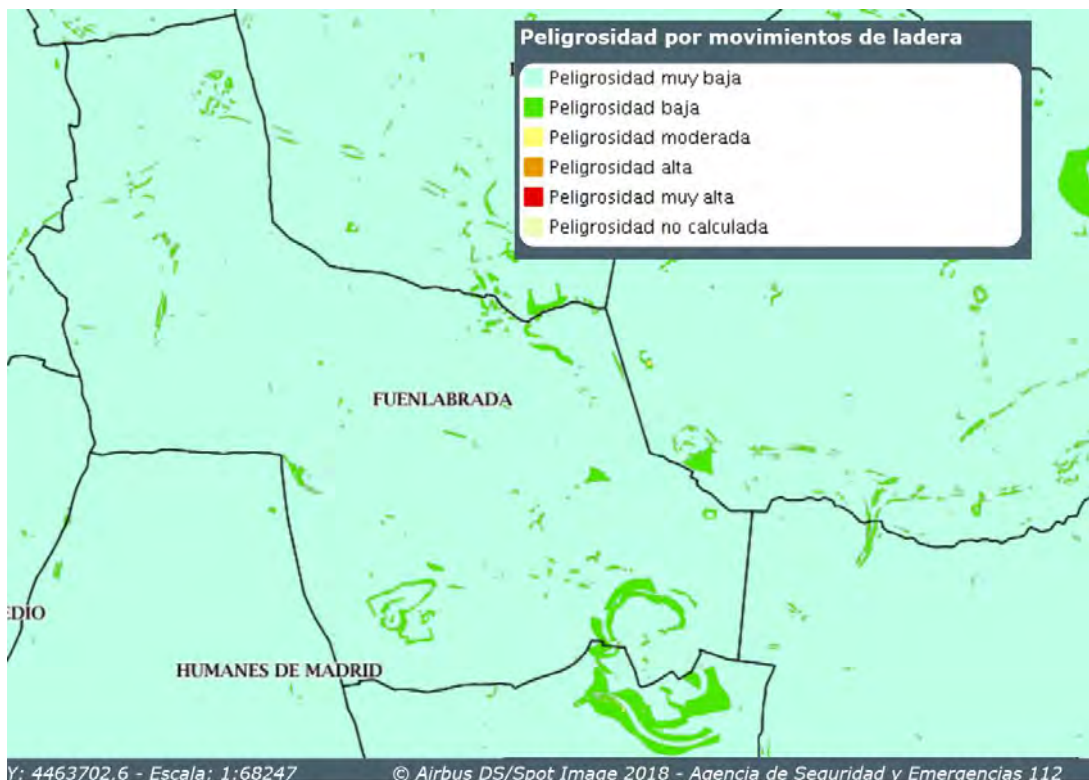 Peligrosidad por movimientos de ladera
Peligrosidad muy baja
Peligrosidad baja
Peligrosidad moderada
Peligrosidad alta
Peligrosidad muy alta
Peligrosidad no calculada
FUENLABRADA
EDIO
HUMANES DE MADRID
Y: 4463702.6 - Escala: 1:68247
© Airbus DS/Spot Image 2018 - Agencia de Seguridad y Emergencias 112